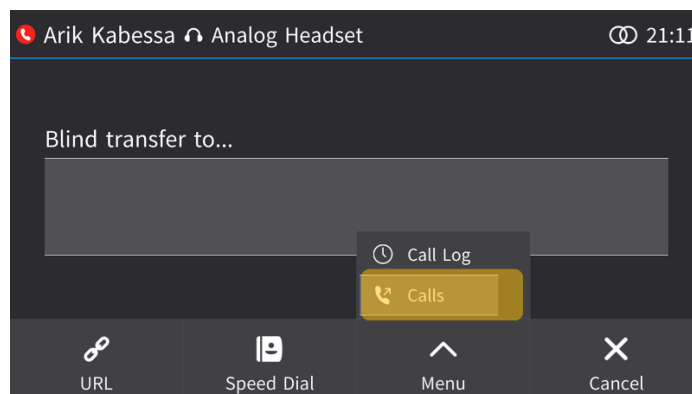 Arik Kabessa Analog Headset 21:11
Blind transfer to...
Call Log
Calls
URL Speed Dial Menu Cancel